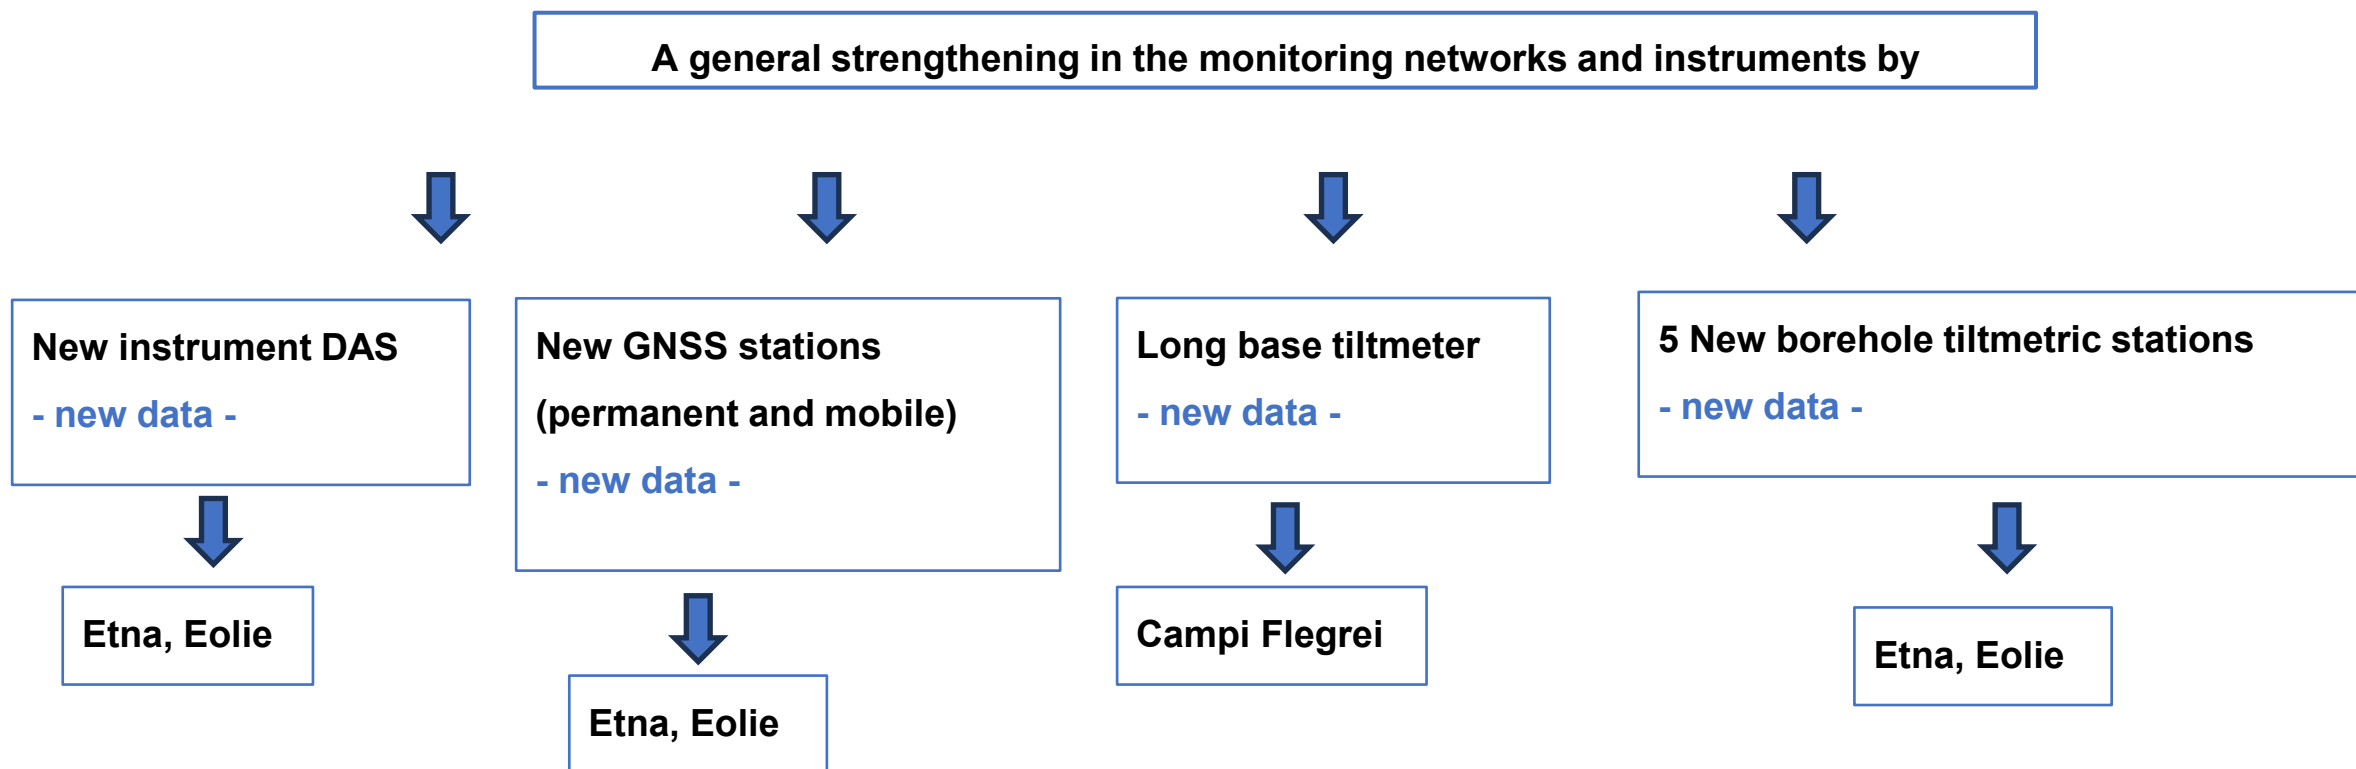 A general strengthening in the monitoring networks and instruments by
New instrument DAS
- new data -
New GNSS stations
(permanent and mobile)
- new data -
Long base tiltmeter
- new data -
5 New borehole tiltmetric stations
- new data -
Etna, Eolie
Etna, Eolie
Campi Flegrei
Etna, Eolie